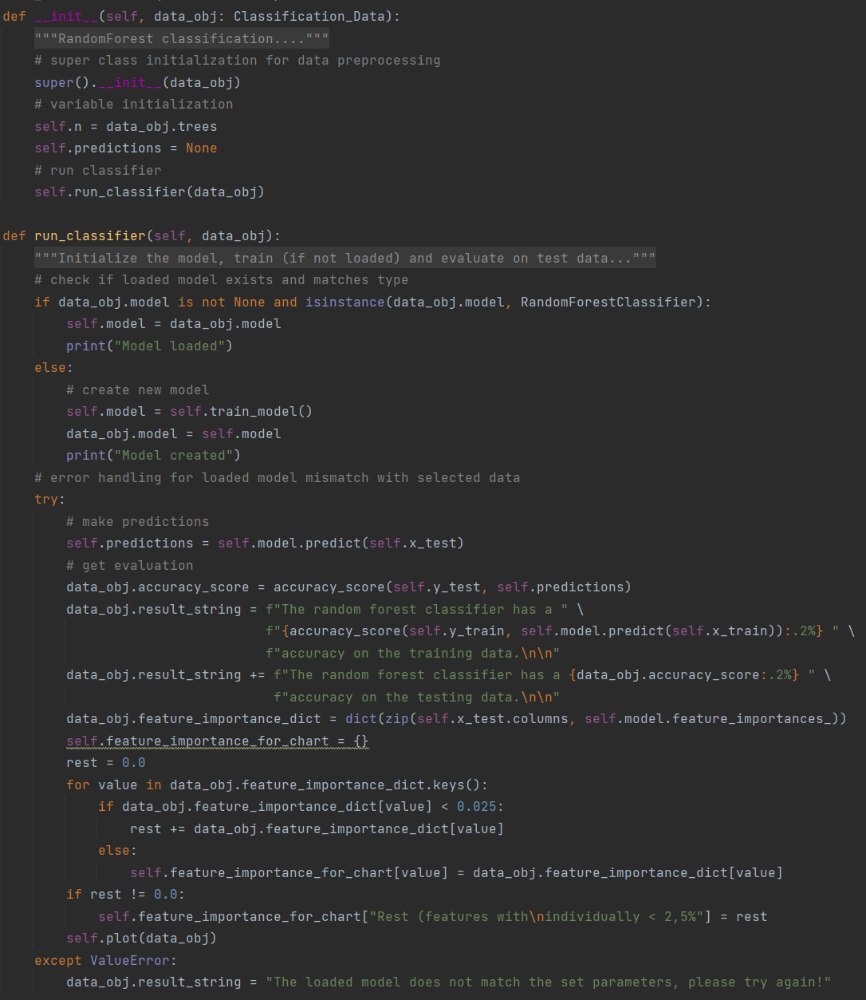 def __init__(self, data_obj: Classification_Data):
    """RandomForest classification...."""
    # super class initialization for data preprocessing
    super().__init__(data_obj)
    # variable initialization
    self.n = data_obj.trees
    self.predictions = None
    # run classifier
    self.run_classifier(data_obj)

def run_classifier(self, data_obj):
    """Initialize the model, train (if not loaded) and evaluate on test data..."""
    # check if loaded model exists and matches type
    if data_obj.model is not None and isinstance(data_obj.model, RandomForestClassifier):
        self.model = data_obj.model
        print("Model loaded")
    else:
        # create new model
        self.model = self.train_model()
        data_obj.model = self.model
        print("Model created")
    # error handling for loaded model mismatch with selected data
    try:
        # make predictions
        self.predictions = self.model.predict(self.x_test)
        # get evaluation
        data_obj.accuracy_score = accuracy_score(self.y_test, self.predictions)
        data_obj.result_string = f"The random forest classifier has a " \
                                 f"{accuracy_score(self.y_train, self.model.predict(self.x_train)):.2%} " \
                                 f"accuracy on the training data.\n\n"
        data_obj.result_string += f"The random forest classifier has a {data_obj.accuracy_score:.2%} " \
                                  f"accuracy on the testing data.\n\n"
        data_obj.feature_importance_dict = dict(zip(self.x_test.columns, self.model.feature_importances_))
        self.feature_importance_for_chart = {}
        rest = 0.0
        for value in data_obj.feature_importance_dict.keys():
            if data_obj.feature_importance_dict[value] < 0.025:
                rest += data_obj.feature_importance_dict[value]
            else:
                self.feature_importance_for_chart[value] = data_obj.feature_importance_dict[value]
        if rest != 0.0:
            self.feature_importance_for_chart["Rest (features with\nindividually < 2,5%"] = rest
        self.plot(data_obj)
    except ValueError:
        data_obj.result_string = "The loaded model does not match the set parameters, please try again!"